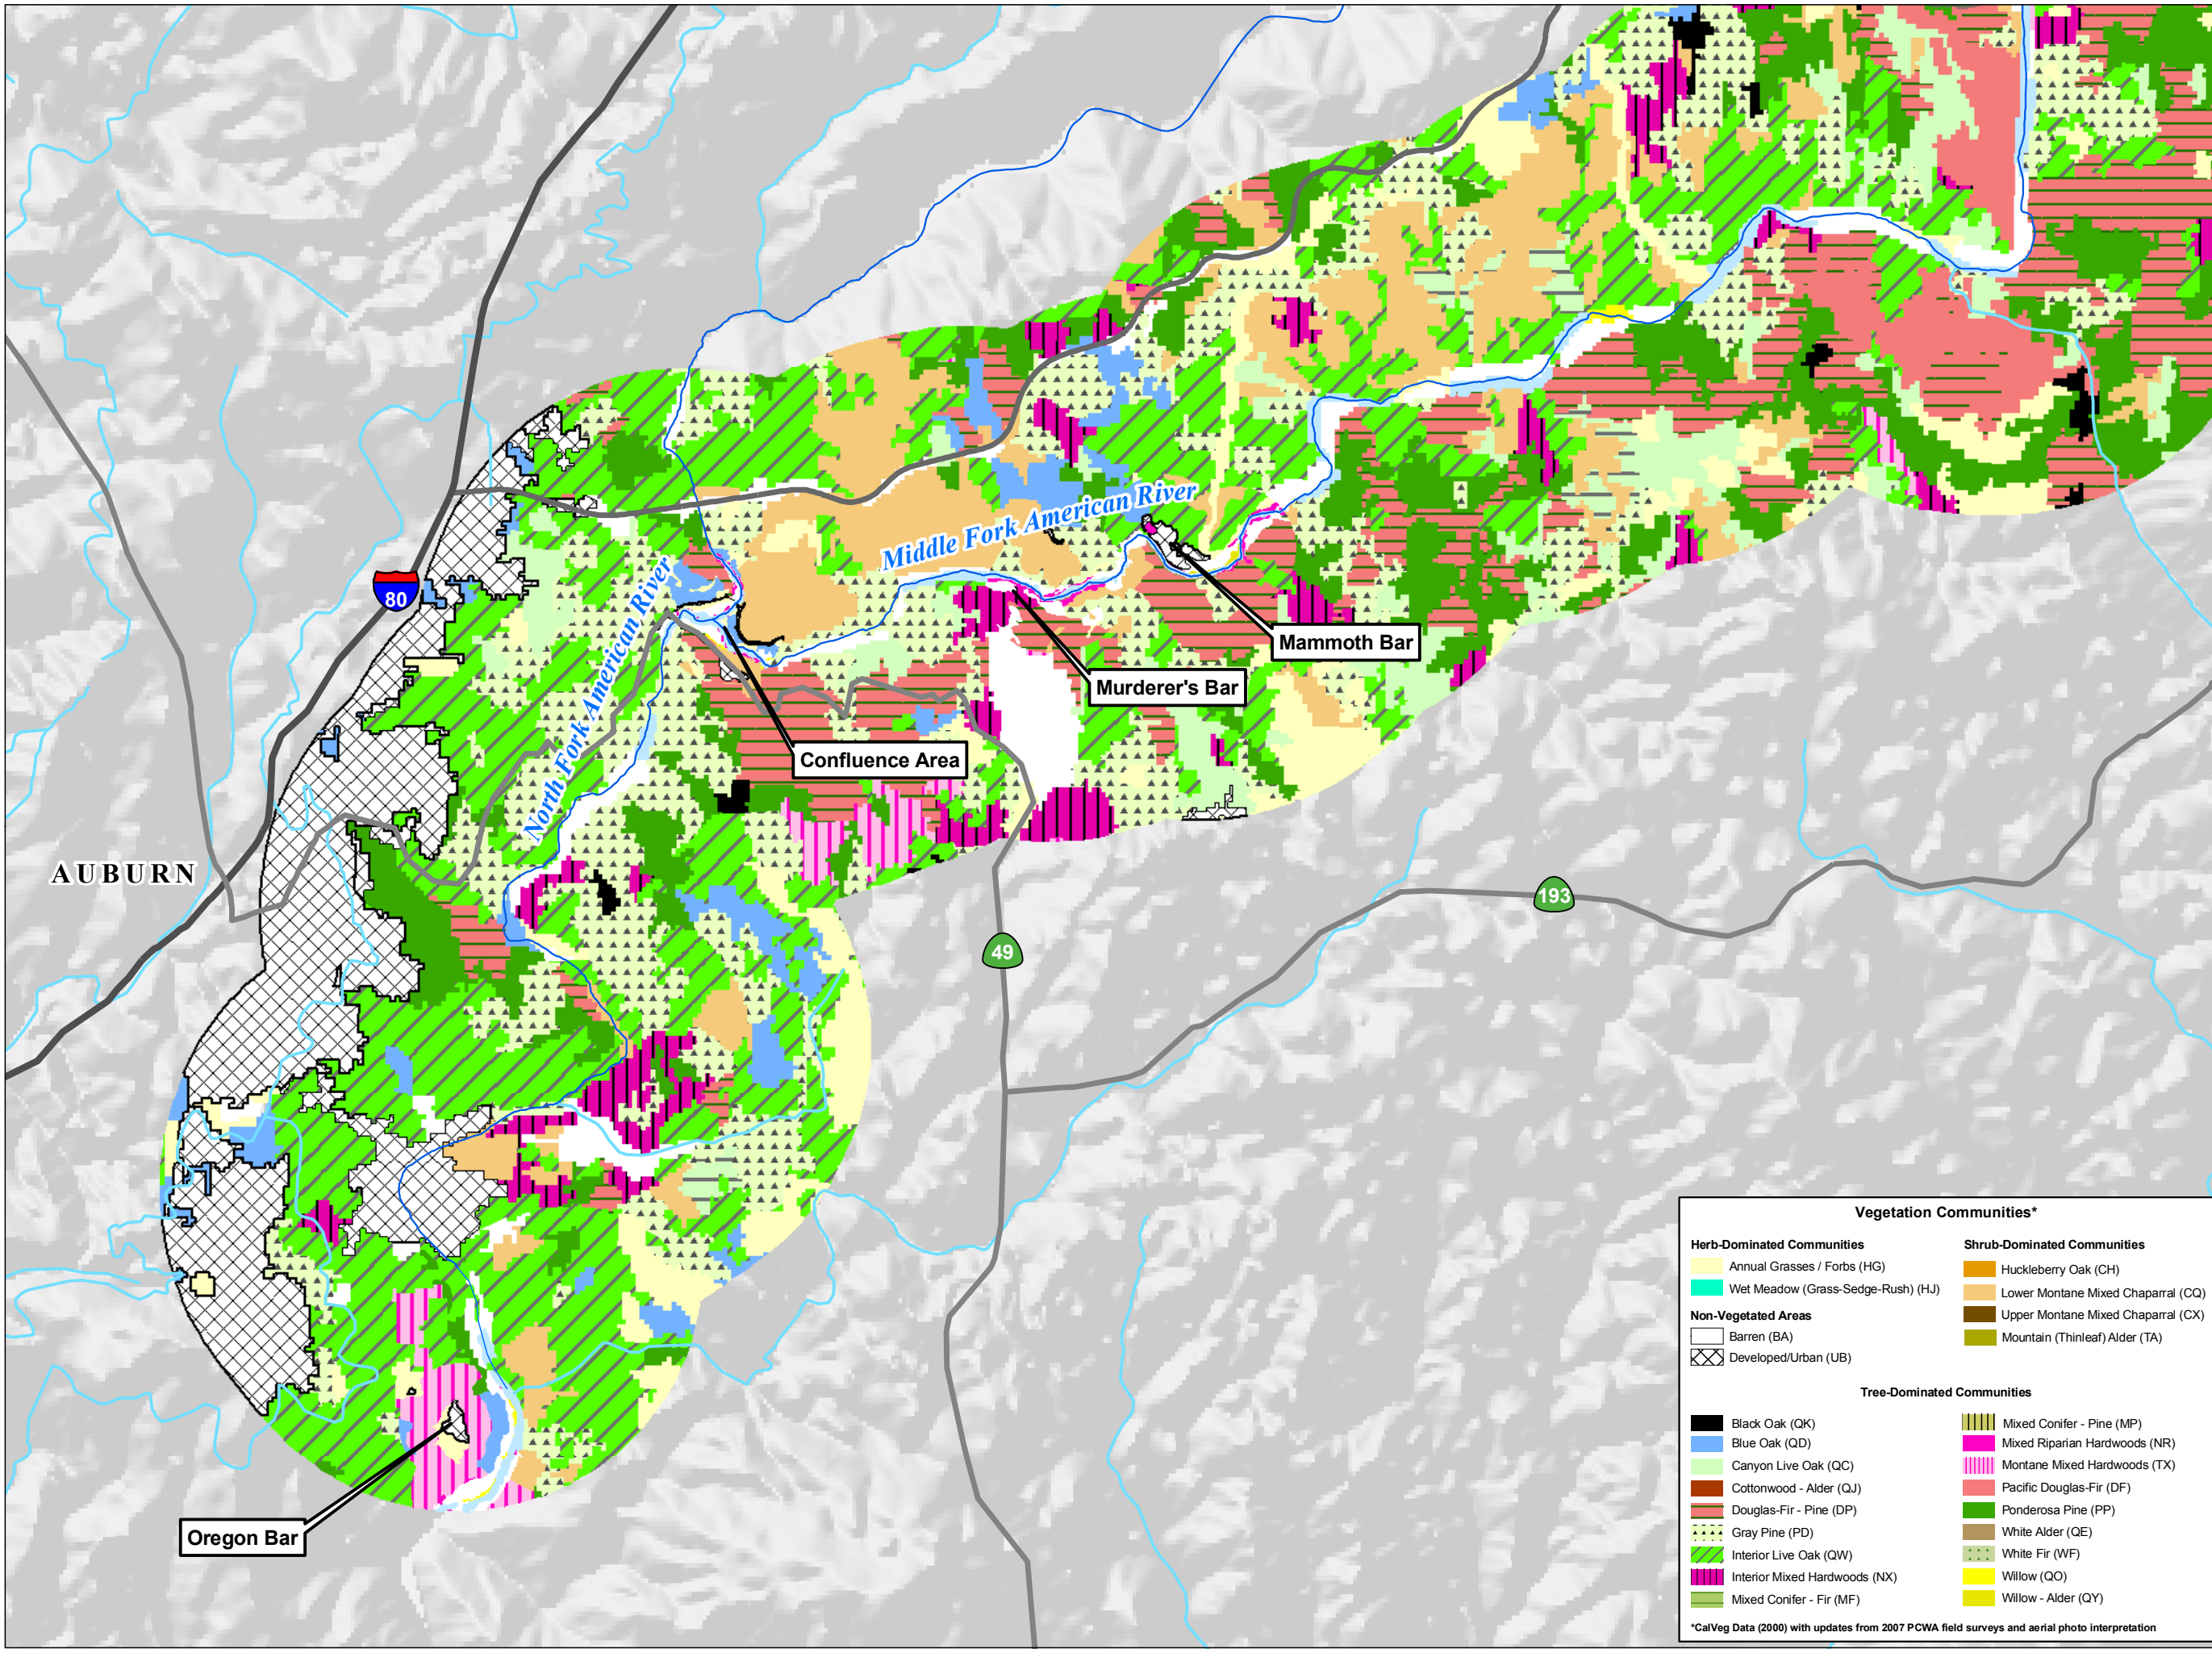 Middle Fork American River
80
North Fork American River
Mammoth Bar
Murderer's Bar
Confluence Area
AUBURN
193
49
Oregon Bar
Vegetation Communities*
Herb-Dominated Communities
Annual Grasses / Forbs (HG)
Wet Meadow (Grass-Sedge-Rush) (HJ)
Non-Vegetated Areas
Barren (BA)
Developed/Urban (UB)
Shrub-Dominated Communities
Huckleberry Oak (CH)
Lower Montane Mixed Chaparral (CQ)
Upper Montane Mixed Chaparral (CX)
Mountain (Thinleaf) Alder (TA)
Tree-Dominated Communities
Black Oak (QK)
Blue Oak (QD)
Canyon Live Oak (QC)
Cottonwood - Alder (QJ)
Douglas-Fir - Pine (DP)
Gray Pine (PD)
Interior Live Oak (QW)
Interior Mixed Hardwoods (NX)
Mixed Conifer - Fir (MF)
Mixed Conifer - Pine (MP)
Mixed Riparian Hardwoods (NR)
Montane Mixed Hardwoods (TX)
Pacific Douglas-Fir (DF)
Ponderosa Pine (PP)
White Alder (QE)
White Fir (WF)
Willow (QO)
Willow - Alder (QY)
*CalVeg Data (2000) with updates from 2007 PCWA field surveys and aerial photo interpretation